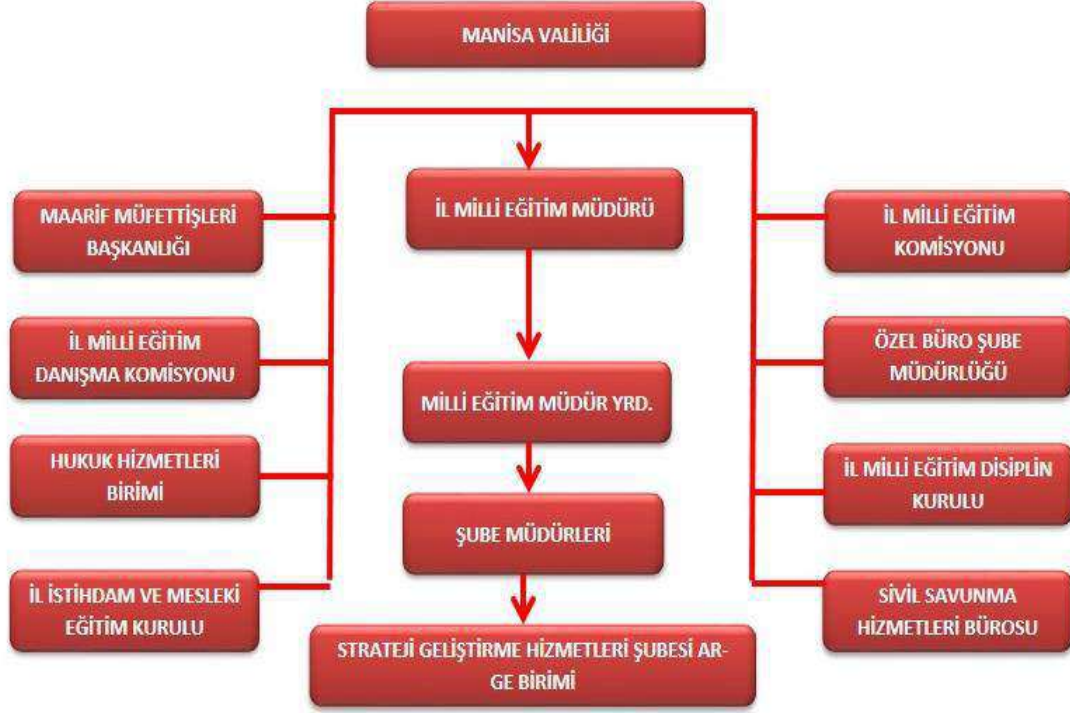 MANİSA VALİLİĞİ
İL MİLLİ EĞİTİM MÜDÜRÜ
MAARİF MÜFETTİŞLERİ
BAŞKANLIĞI
İL MİLLİ EĞİTİM
KOMİSYONU
İL MİLLİ EĞİTİM
DANIŞMA KOMİSYONU
ÖZEL BÜRO ŞUBE
MÜDÜRLÜĞÜ
MİLLİ EĞİTİM MÜDÜR YRD.
HUKUK HİZMETLERİ
BİRİMİ
İL MİLLİ EĞİTİM DİSİPLİN
KURULU
ŞUBE MÜDÜRLERİ
İL İSTİHDAM VE MESLEKİ
EĞİTİM KURULU
SİVİL SAVUNMA
HİZMETLERİ BÜROSU
STRATEJİ GELİŞTİRME HİZMETLERİ ŞUBESİ AR-
GE BİRİMİ